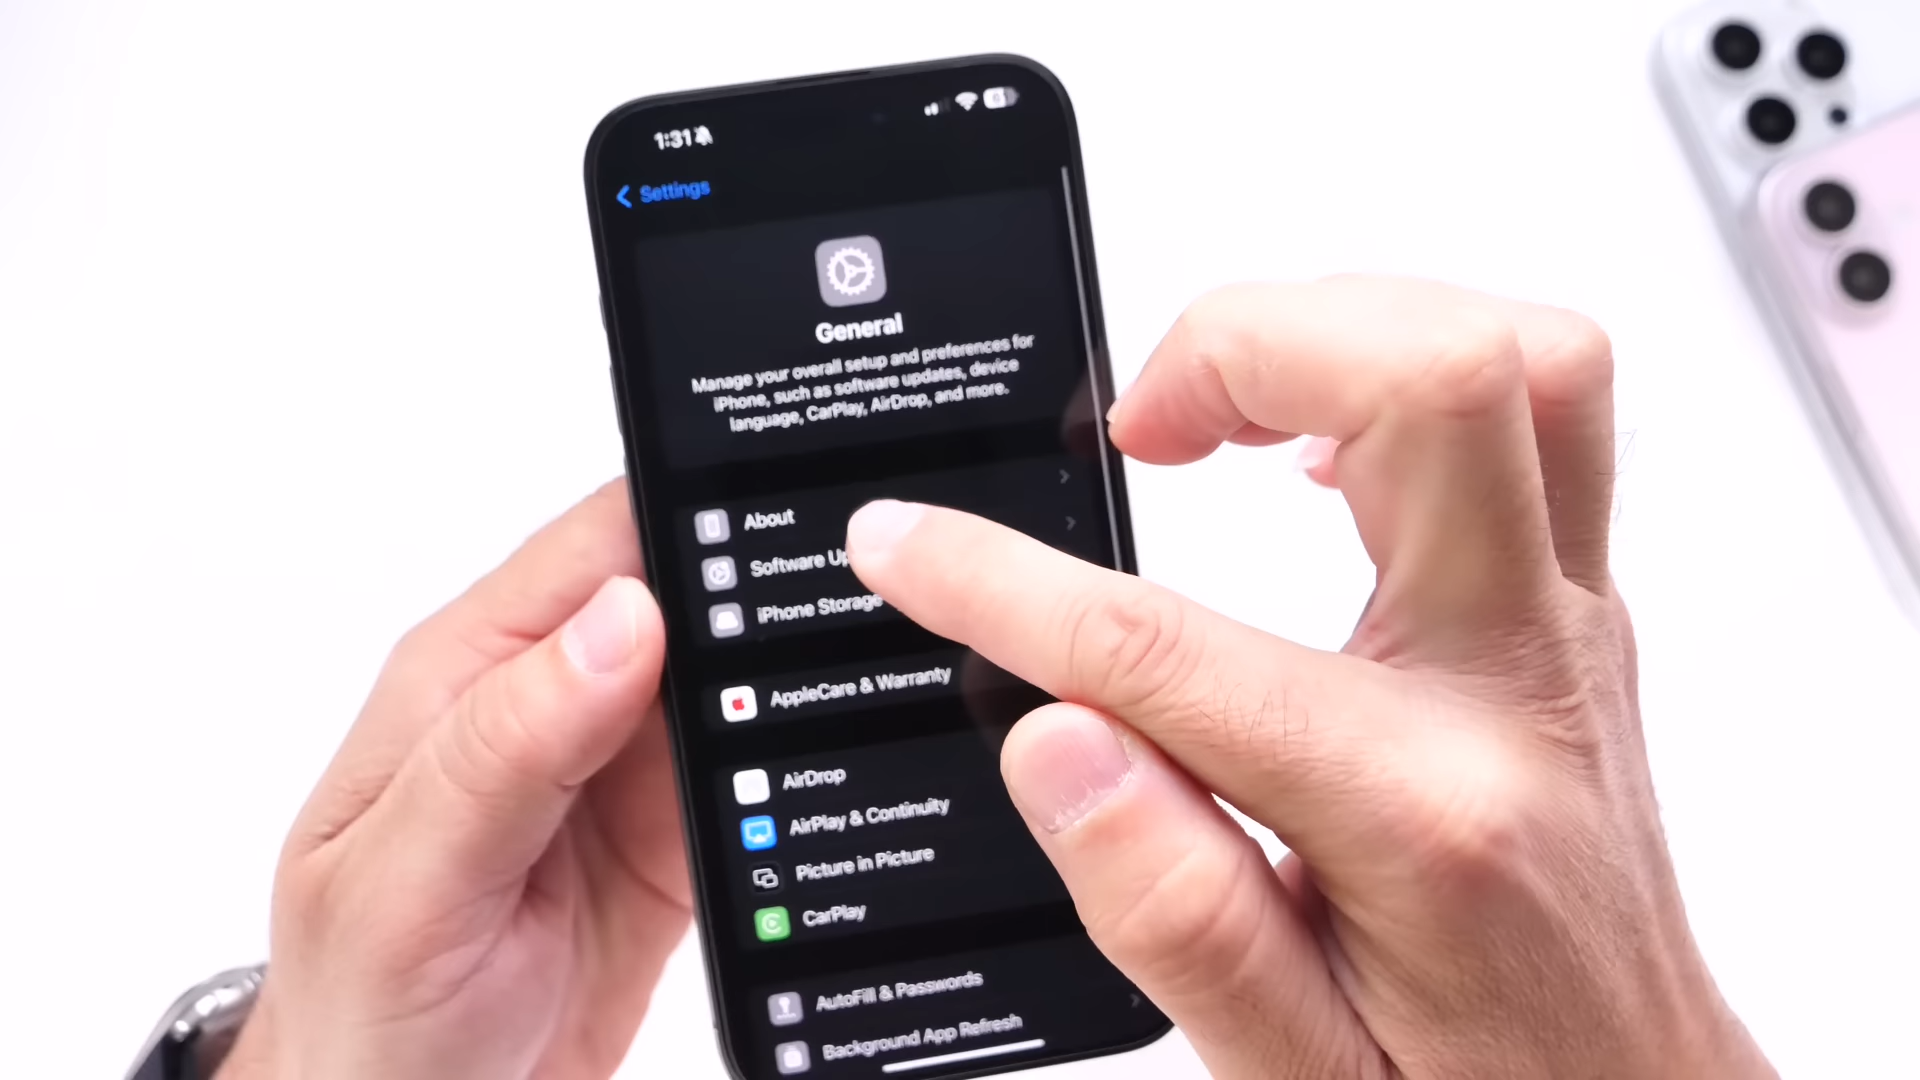 1:31
Settings
General
Manage your overall setup and preferences for
iPhone, such as software updates, device
language, CarPlay, AirDrop, and more.
About
Software Up
iPhone Storage
AppleCare & Warranty
AirDrop
AirPlay & Continuity
Picture in Picture
CarPlay
AutoFill & Passwords
Background App Refresh